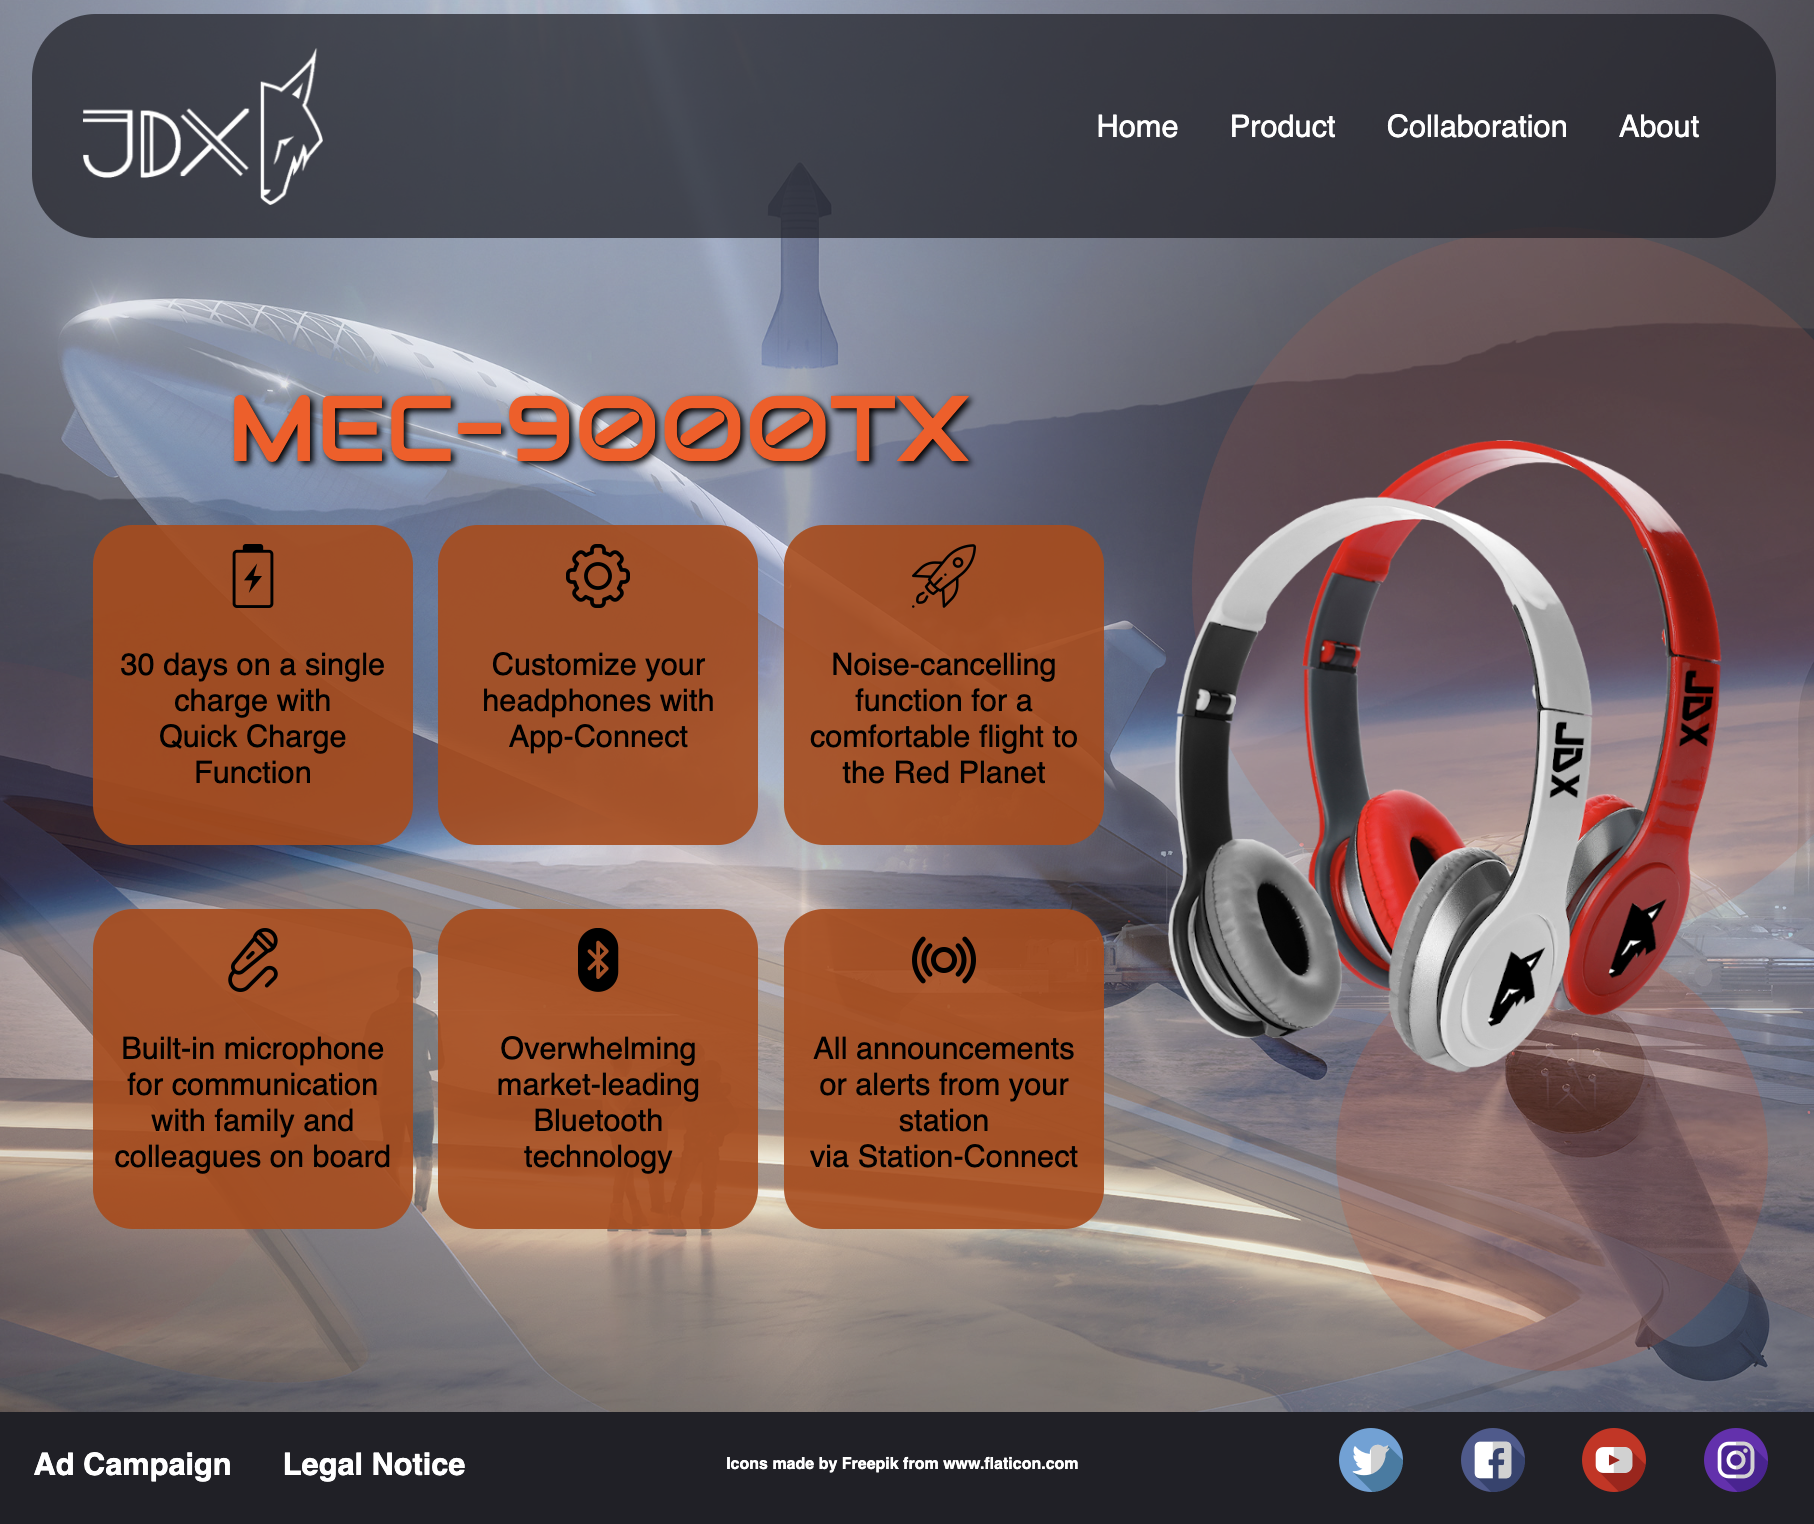 JDX
Home Product Collaboration About
MEC-9000TX
30 days on a single
charge with
Quick Charge
Function
Customize your
headphones with
App-Connect
Noise-cancelling
function for a
comfortable flight to
the Red Planet
JDX
JDX
Built-in microphone
for communication
with family and
colleagues on board
Overwhelming
market-leading
Bluetooth
technology
All announcements
or alerts from your
station
via Station-Connect
Ad Campaign Legal Notice
Icons made by Freepik from www.flaticon.com